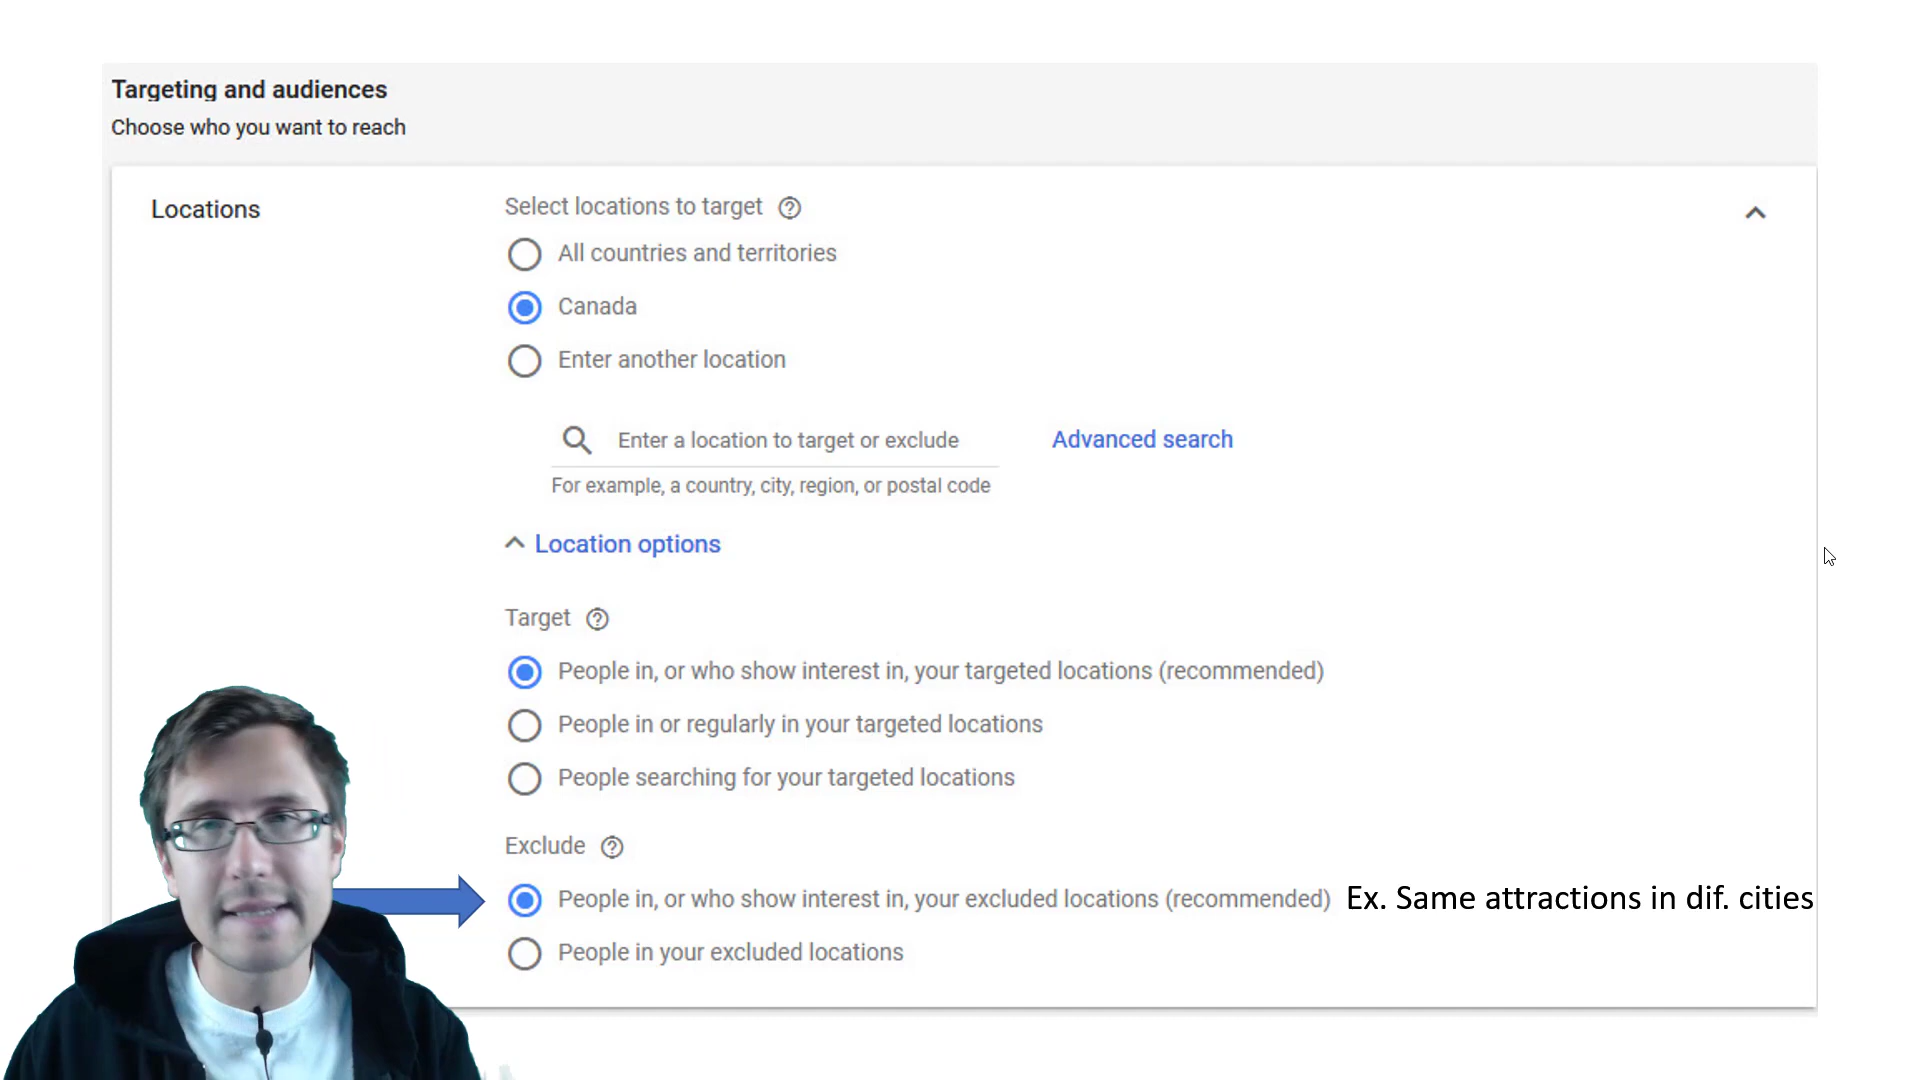 Targeting and audiences
Choose who you want to reach
Locations
Select locations to target
All countries and territories
Canada
Enter another location
Enter a location to target or exclude
Advanced search
For example, a country, city, region, or postal code
Location options
Target
People in, or who show interest in, your targeted locations (recommended)
People in or regularly in your targeted locations
People searching for your targeted locations
Exclude
People in, or who show interest in, your excluded locations (recommended) Ex. Same attractions in dif. cities
People in your excluded locations